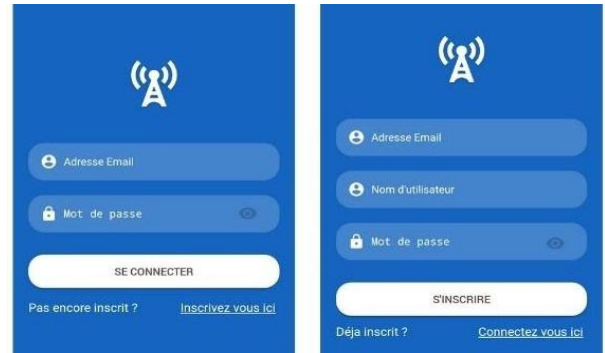 Adresse Email
Mot de passe
SE CONNECTER
Pas encore inscrit ? Inscrivez vous ici
Adresse Email
Nom d'utilisateur
Mot de passe
S'INSCRIRE
Déja inscrit ? Connectez vous ici